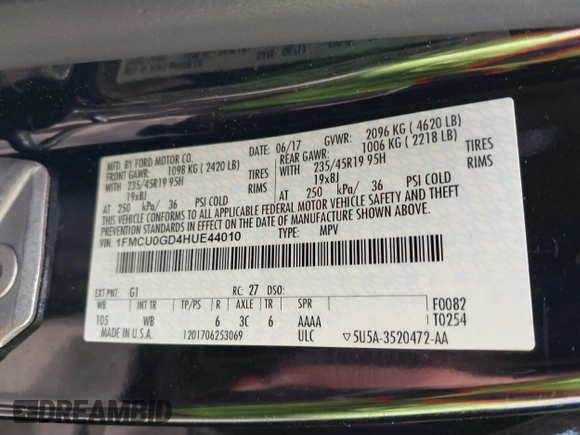 MFD. BY FORD MOTOR CO.
DATE: 06/17 GVWR: 2096 KG ( 4620 LB)
FRONT GAWR: 1098 KG ( 2420 LB)
REAR GAWR: 1006 KG ( 2218 LB)
WITH 235/45R19 95H TIRES
235/45R19 95H TIRES
19x8J RIMS
19x8J RIMS
AT 250 kPa/ 36 PSI COLD
AT 250 kPa/ 36 PSI COLD
THIS VEHICLE CONFORMS TO ALL APPLICABLE FEDERAL MOTOR VEHICLE SAFETY AND THEFT
PREVENTION STANDARDS IN EFFECT ON THE DATE OF MANUFACTURE SHOWN ABOVE.
VIN: 1FMCU0GD4HUE44010 TYPE: MPV
EXT PNT: G1 RC: 27 DSO:
WB INT TR TP/PS R AXLE TR SPR
F0082
105 WB 6 3C 6 AAAA
T0254
MADE IN U.S.A. 1201706253069 ULC ▽5U5A-3520472-AA
DREAMBID